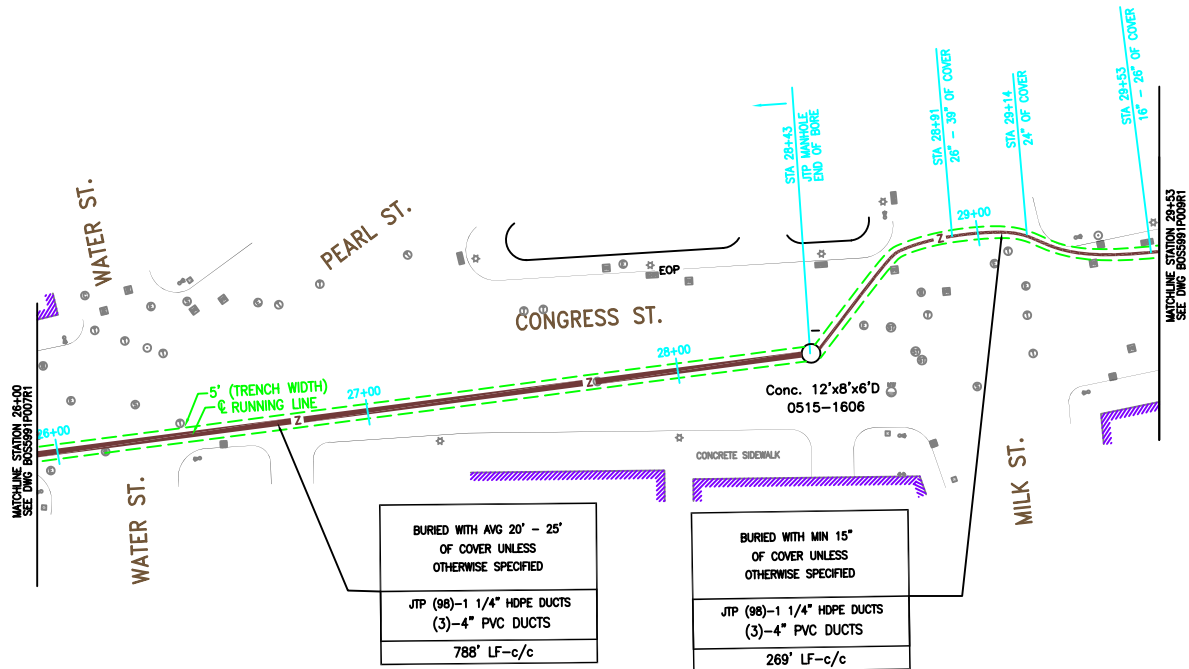 STA 29+53
16" - 26" OF COVER
STA 28+91
26" - 39" OF COVER
STA 29+14
24" OF COVER
STA 28+43
JTP MANHOLE
END OF BORE
WATER ST.
PEARL ST.
29+00
MATCHLINE STATION 29+53
SEE DWG BOS5991P009R1
EOP
Z
CONGRESS ST.
28+00
Z
5' (TRENCH WIDTH)
℄ RUNNING LINE
27+00
Z
Conc. 12'x8'x6'D
0515-1606
MATCHLINE STATION 26+00
SEE DWG BOS5991P007R1
26+00
CONCRETE SIDEWALK
WATER ST.
MILK ST.
BURIED WITH AVG 20' - 25'
OF COVER UNLESS
OTHERWISE SPECIFIED
JTP (98)-1 1/4" HDPE DUCTS
(3)-4" PVC DUCTS
788' LF-c/c
BURIED WITH MIN 15"
OF COVER UNLESS
OTHERWISE SPECIFIED
JTP (98)-1 1/4" HDPE DUCTS
(3)-4" PVC DUCTS
269' LF-c/c